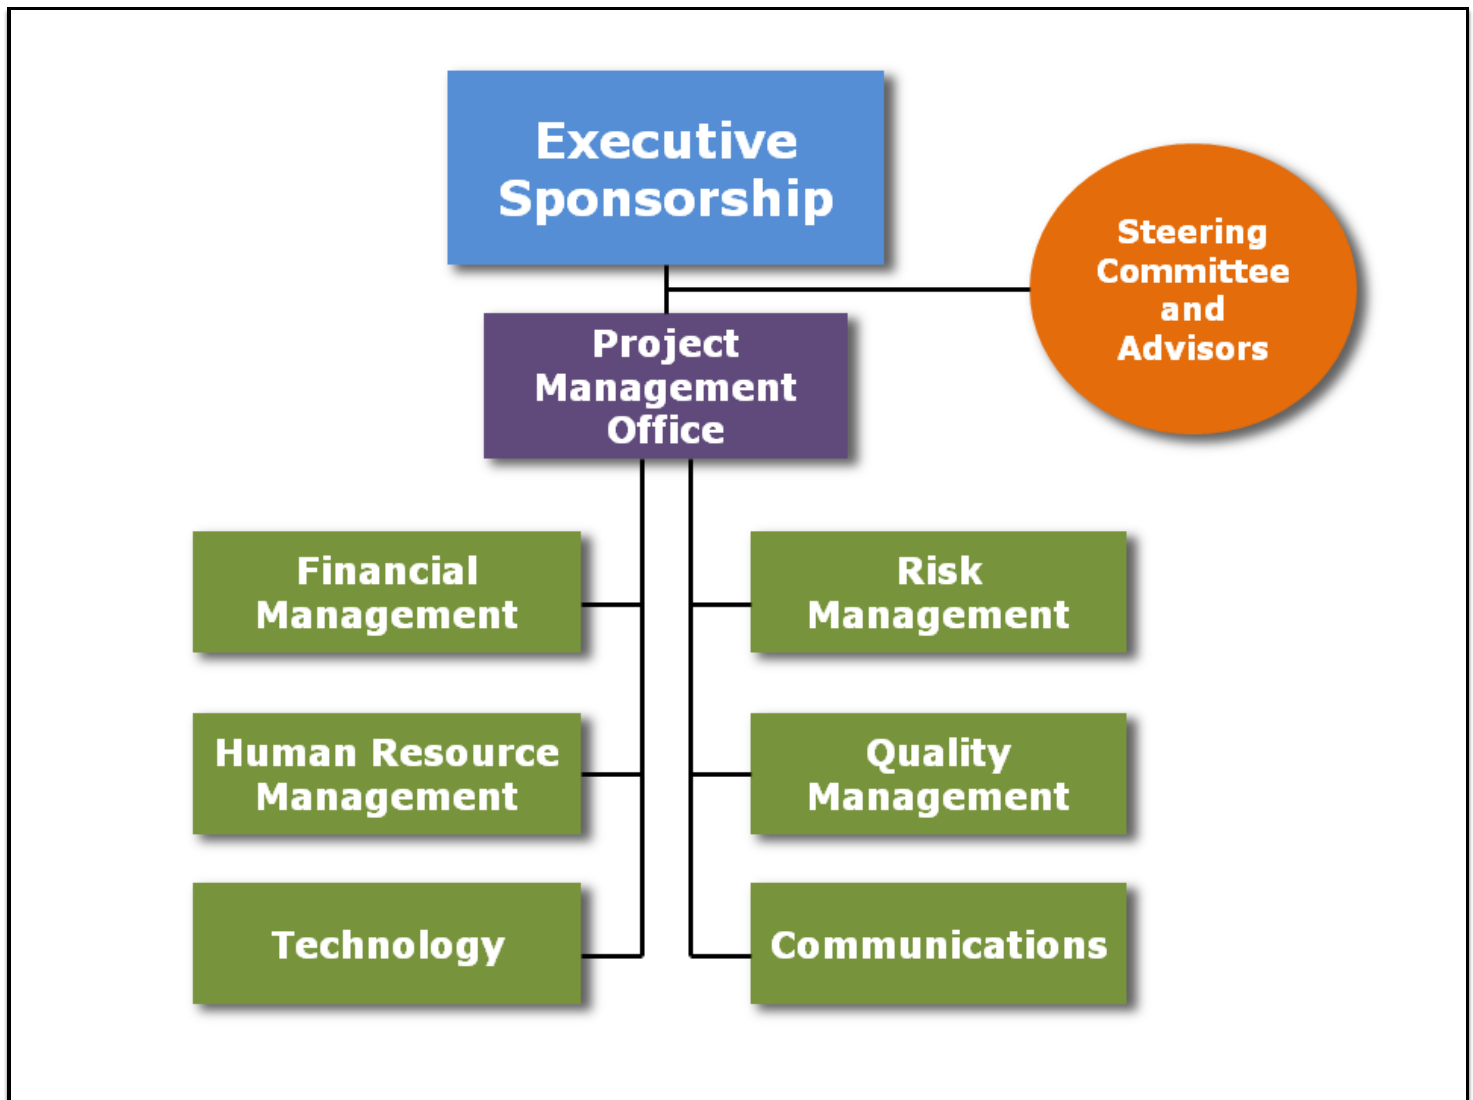 Executive
Sponsorship
Steering
Committee
and
Advisors
Project
Management
Office
Financial
Management
Risk
Management
Human Resource
Management
Quality
Management
Technology
Communications